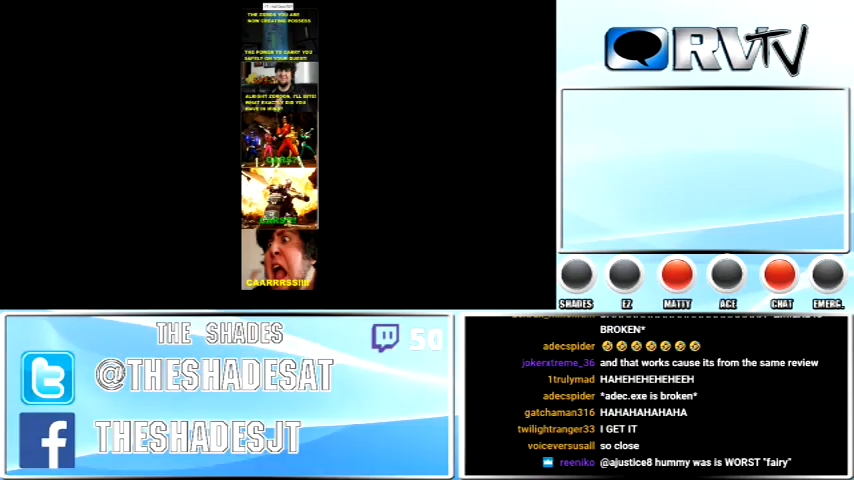 THE ZORDS YOU ARE
NOW CREATING POSSESS
THE POWER TO CARRY YOU
SAFELY ON YOUR QUEST!
ALRIGHT ZORDON, I'LL BITE!
WHAT EXACTLY DID YOU
HAVE IN MIND?
CARS?
CARS!?!
CAARRRSS!!!!
RVTV
SHADES
EZ
MATTY
ACE
CHAT
EMERG.
THE SHADES
50
@THESHADESAT
THESHADESJT
BROKEN*
adecspider
jokerxtreme_36 and that works cause its from the same review
1trulymad HAHEHEHEHEHEEH
adecspider *adec.exe is broken*
gatchaman316 HAHAHAHAHAHA
twilightranger33 I GET IT
voiceversusall so close
reeniko @ajustice8 hummy was is WORST "fairy"